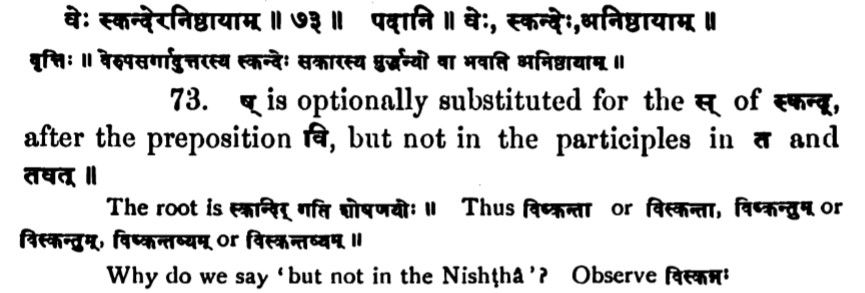 वेः स्कन्देरनिष्ठायाम् ॥ ७३ ॥ पदानि ॥ वेः, स्कन्देः, अनिष्ठायाम् ॥
वृत्तिः ॥ वेरुपसर्गादुत्तरस्य स्कन्देः सकारस्य मुर्द्धन्यो वा भवति अनिष्ठायाम् ॥
73. ष् is optionally substituted for the स् of स्कन्द्,
after the preposition वि, but not in the participles in त and
तवत् ॥
The root is स्कन्दिर् गति शोषणयोः ॥ Thus विष्कन्ता or विस्कन्ता, विष्कन्तुम् or
विस्कन्तुम्, विष्कन्तव्यम् or विस्कन्तव्यम् ॥
Why do we say 'but not in the Nishṭhâ'? Observe विस्कन्नः